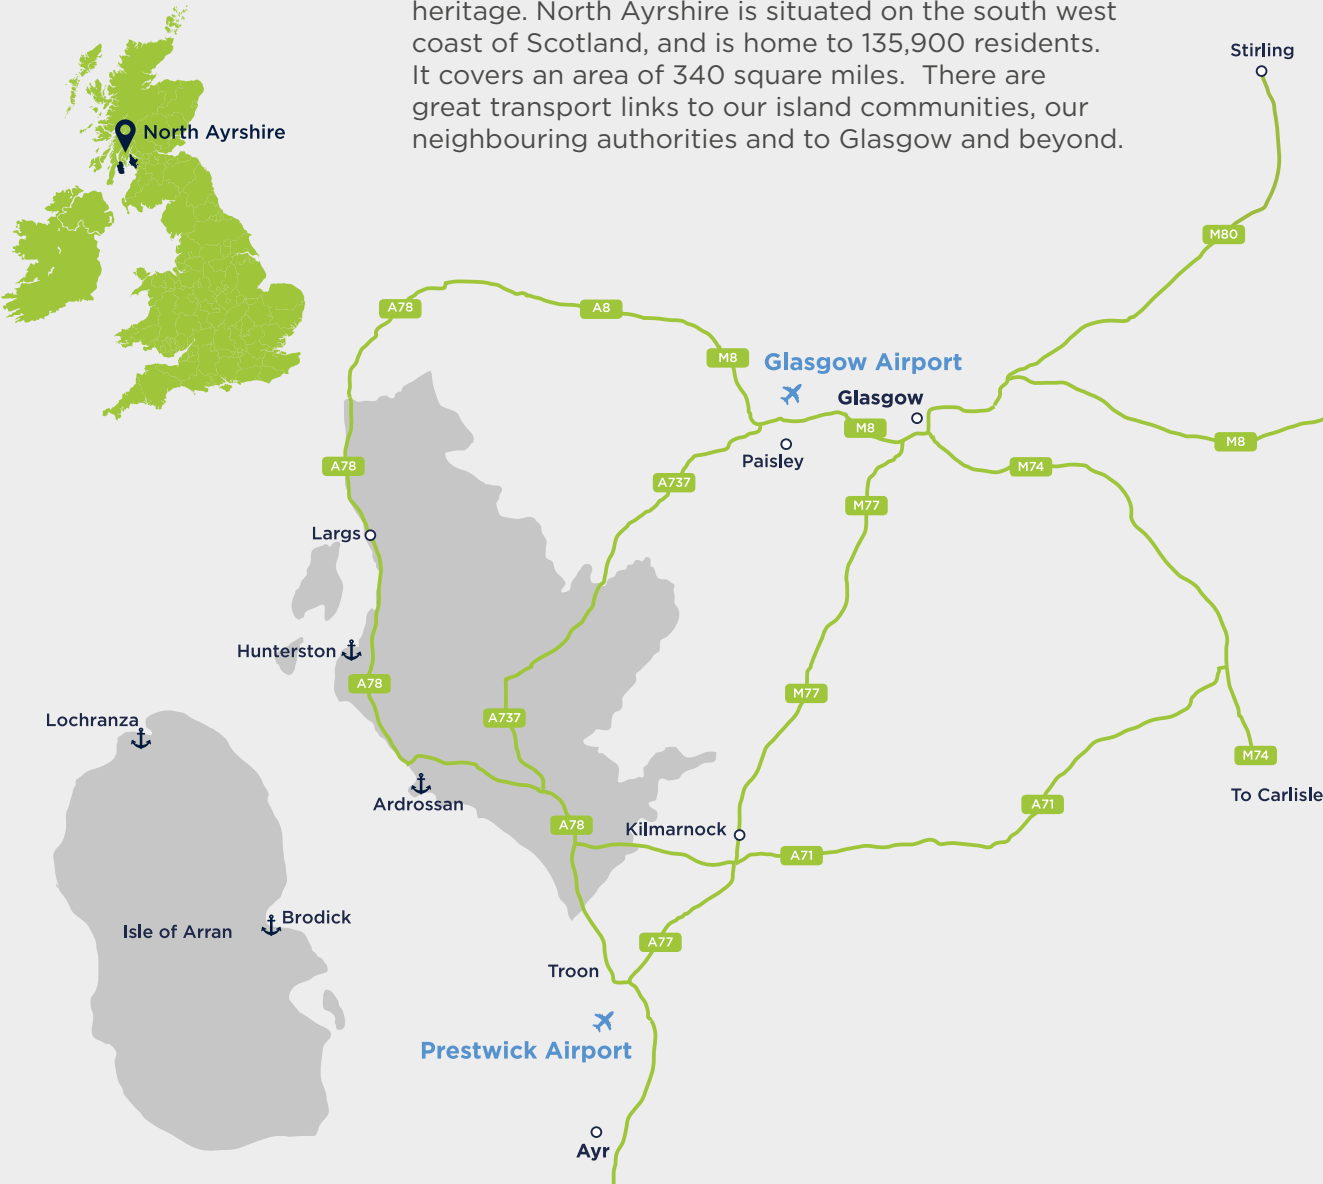 heritage. North Ayrshire is situated on the south west
coast of Scotland, and is home to 135,900 residents.
It covers an area of 340 square miles.  There are
great transport links to our island communities, our
neighbouring authorities and to Glasgow and beyond.
Stirling
North Ayrshire
M80
A78
A8
M8
Glasgow Airport
Glasgow
M8
M8
Paisley
A78
M74
A737
M77
Largs
Hunterston
A78
M77
A737
Lochranza
M74
To Carlisle
Ardrossan
A71
A78
Kilmarnock
A71
Brodick
Isle of Arran
A77
Troon
Prestwick Airport
Ayr